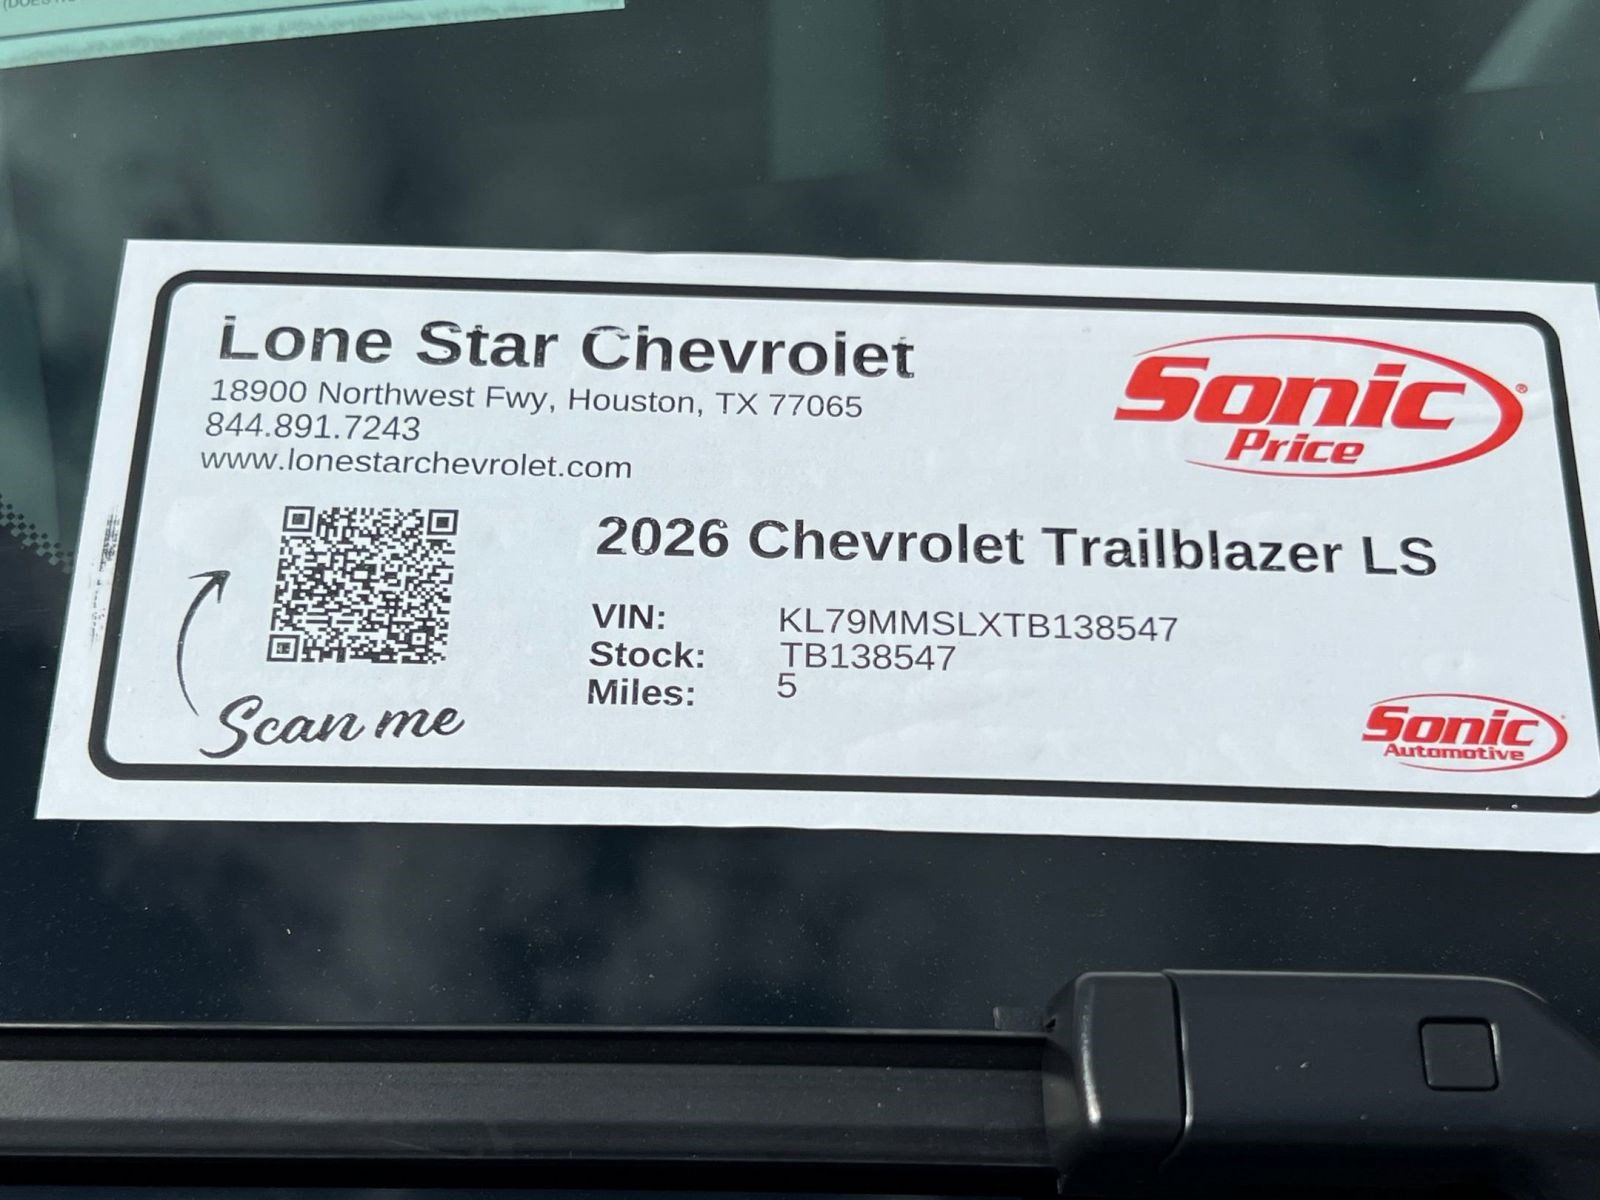 Lone Star Chevrolet
18900 Northwest Fwy, Houston, TX 77065
844.891.7243
www.lonestarchevrolet.com
Sonic®
Price
2026 Chevrolet Trailblazer LS
VIN: KL79MMSLXTB138547
Stock: TB138547
Miles: 5
Scan me
Sonic
Automotive